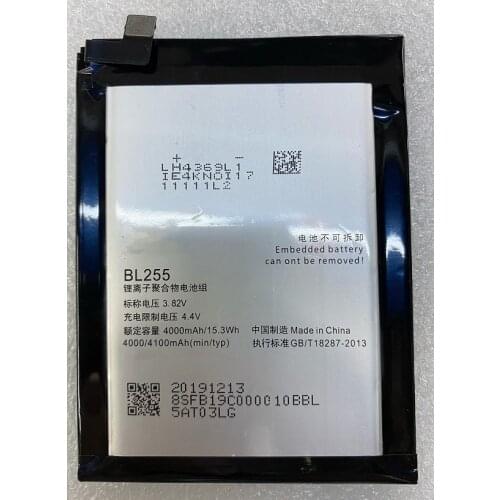 + −
LH4369L1
IE4KN0I17
11111L2
电池不可拆卸
Embedded battery
can ont be removed!
BL255
锂离子聚合物电池组
标称电压 3.82V
充电限制电压 4.4V
额定容量 4000mAh/15.3Wh
4000/4100mAh(min/typ)
中国制造 Made in China
执行标准GB/T18287-2013
20191213
8SFB19C000010BBL
5AT03LG